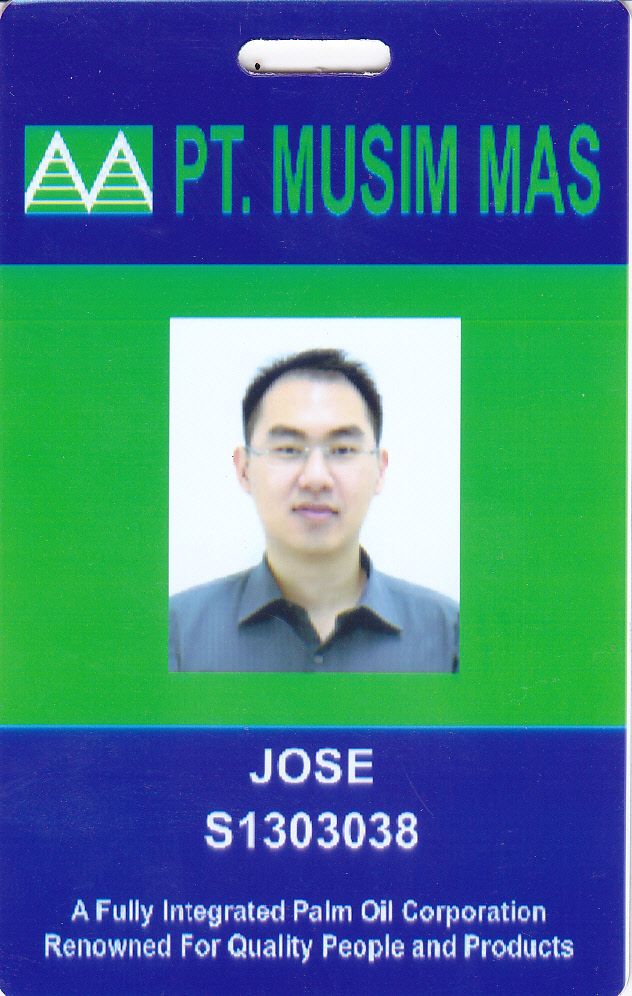 PT. MUSIM MAS
JOSE
S1303038
A Fully Integrated Palm Oil Corporation
Renowned For Quality People and Products